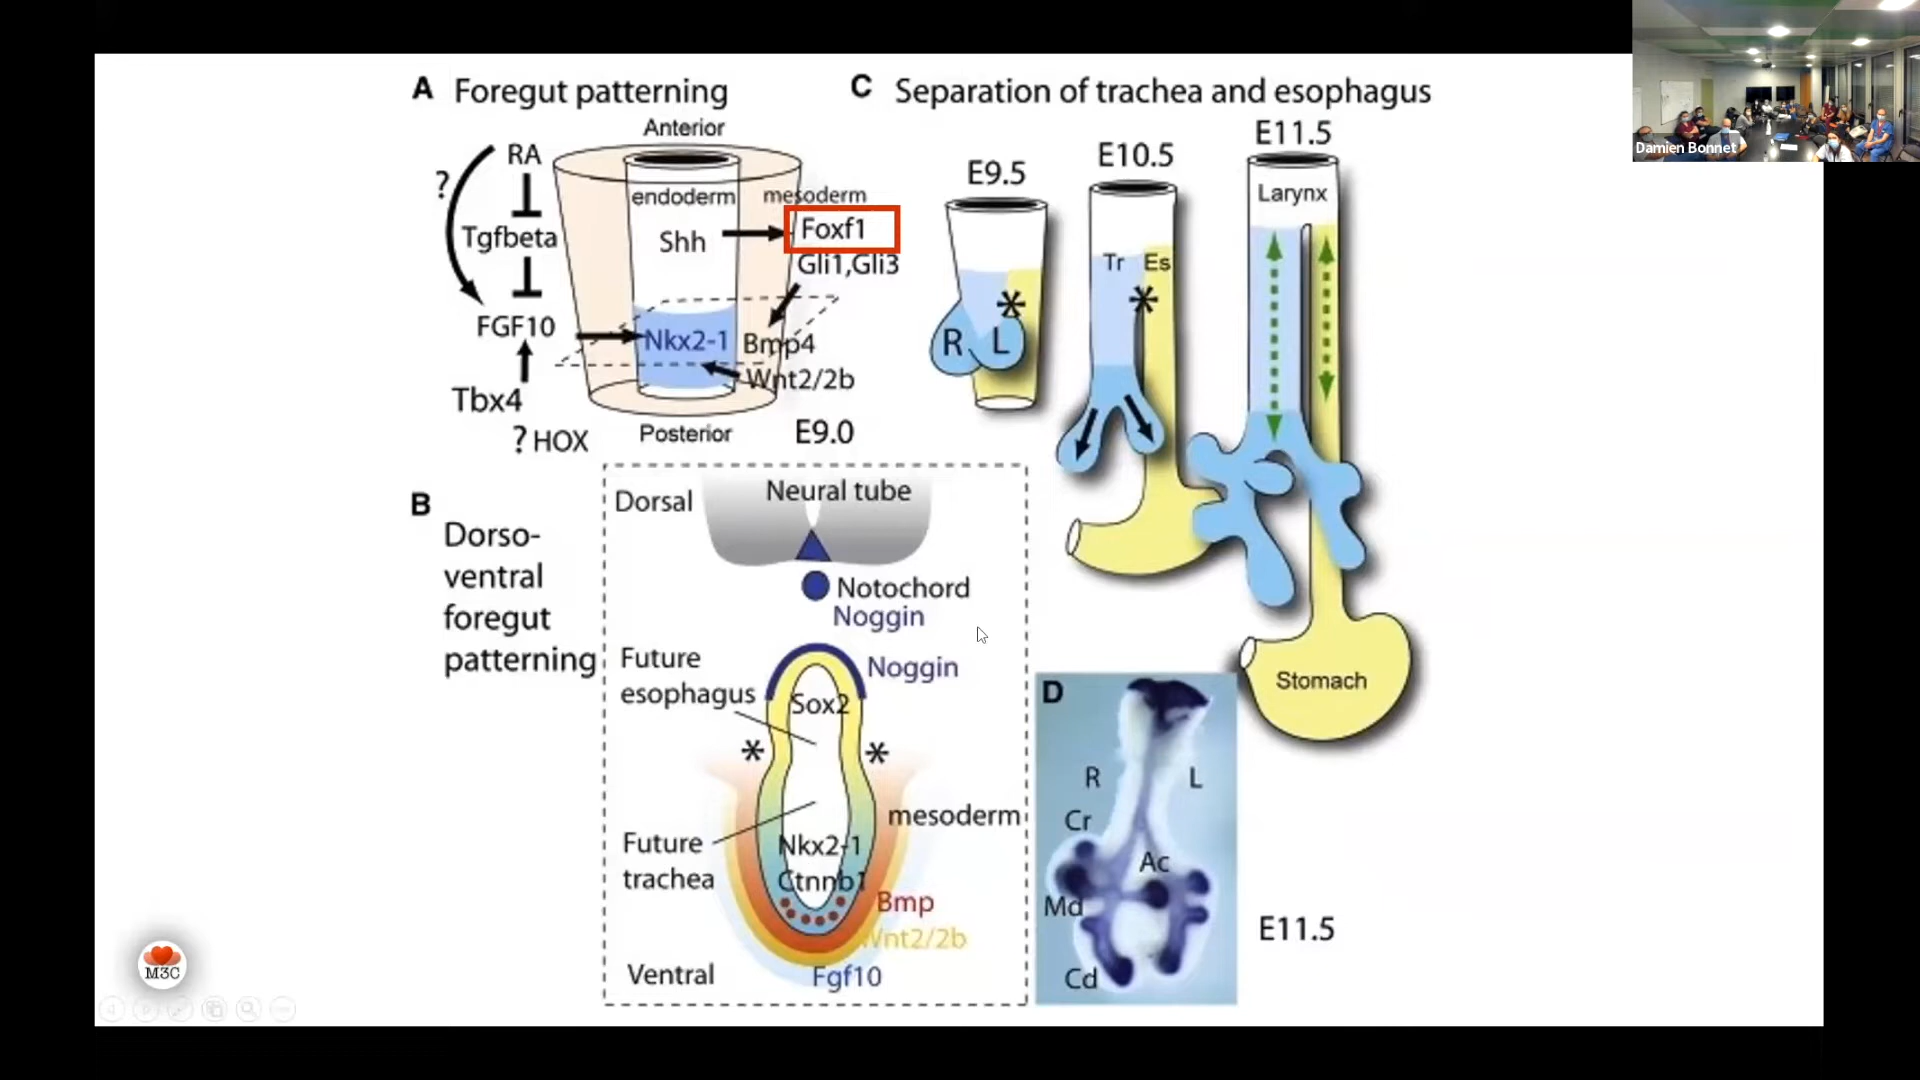 A Foregut patterning
Anterior
RA
?
endoderm
mesoderm
Shh
Foxf1
Tgfbeta
Gli1,Gli3
FGF10
Nkx2-1
Bmp4
Wnt2/2b
Tbx4
? HOX
Posterior
E9.0
B
Dorso-
ventral
foregut
patterning
Dorsal
Neural tube
Notochord
Noggin
Future
esophagus
Noggin
Sox2
*
*
mesoderm
Future
trachea
Nkx2-1
Ctnnb1
Bmp
Wnt2/2b
Ventral
Fgf10
C Separation of trachea and esophagus
E9.5
E10.5
E11.5
Larynx
Tr
Es
*
*
R
L
Stomach
D
R
L
Cr
Ac
Md
Cd
E11.5
M3C
Damien Bonnet